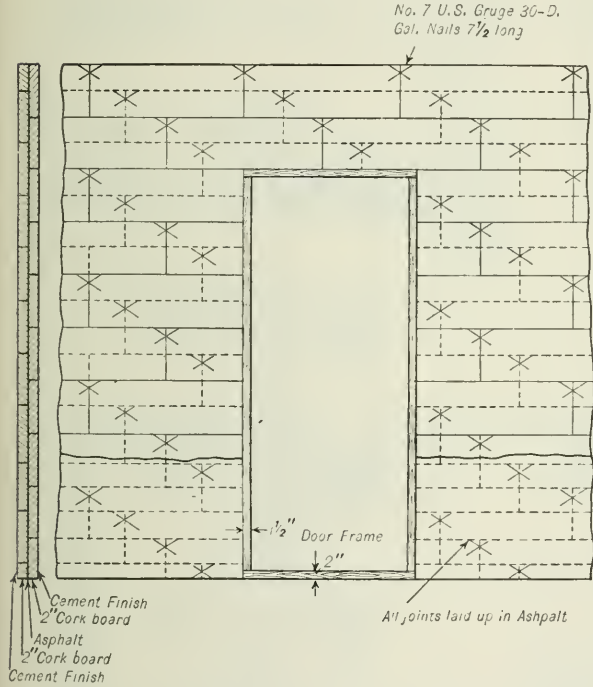 No. 7 U.S. Gruge 30-D.
Gal. Nails 7½ long
1½"
Door Frame
2"
Cement Finish
2"Cork board
Asphalt
2"Cork board
Cement Finish
All joints laid up in Ashpalt